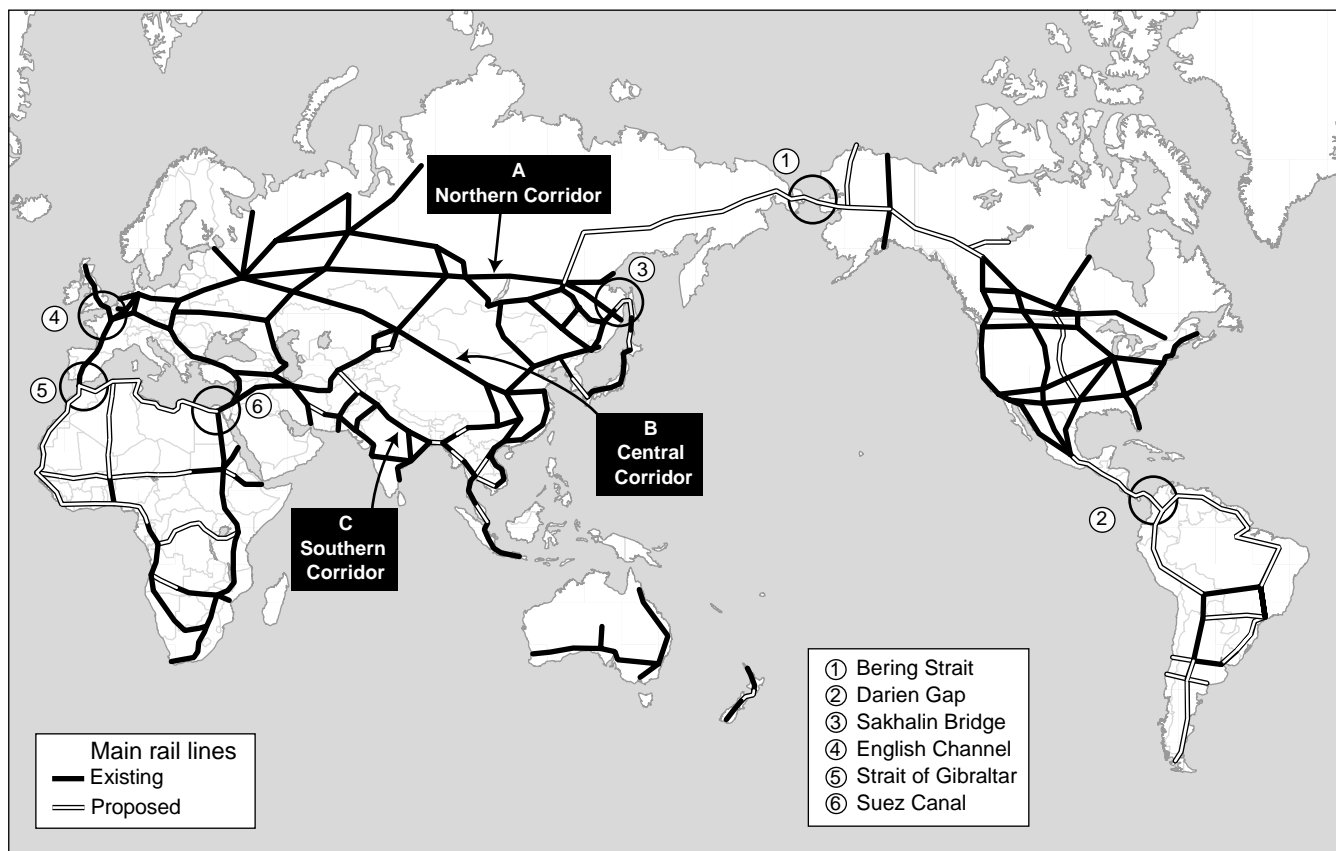 1
A
Northern Corridor
3
4
5
6
B
Central
Corridor
C
Southern
Corridor
2
Main rail lines
Existing
Proposed
1 Bering Strait
2 Darien Gap
3 Sakhalin Bridge
4 English Channel
5 Strait of Gibraltar
6 Suez Canal